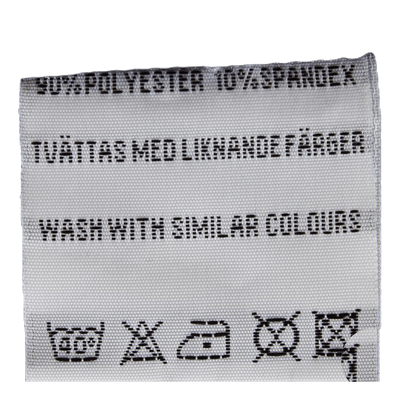 90% POLYESTER 10% SPANDEX
TVÄTTAS MED LIKNANDE FÄRGER
WASH WITH SIMILAR COLOURS
40°